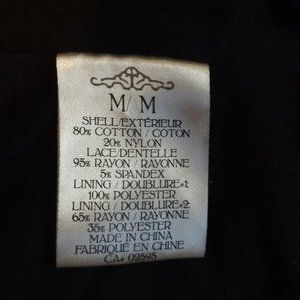 M/ M
SHELL/EXTÉRIEUR
80% COTTON / COTON
20% NYLON
LACE/DENTELLE
95% RAYON / RAYONNE
5% SPANDEX
LINING / DOUBLURE#1:
100% POLYESTER
LINING / DOUBLURE#2:
65% RAYON / RAYONNE
35% POLYESTER
MADE IN CHINA
FABRIQUÉ EN CHINE
CA# 09595